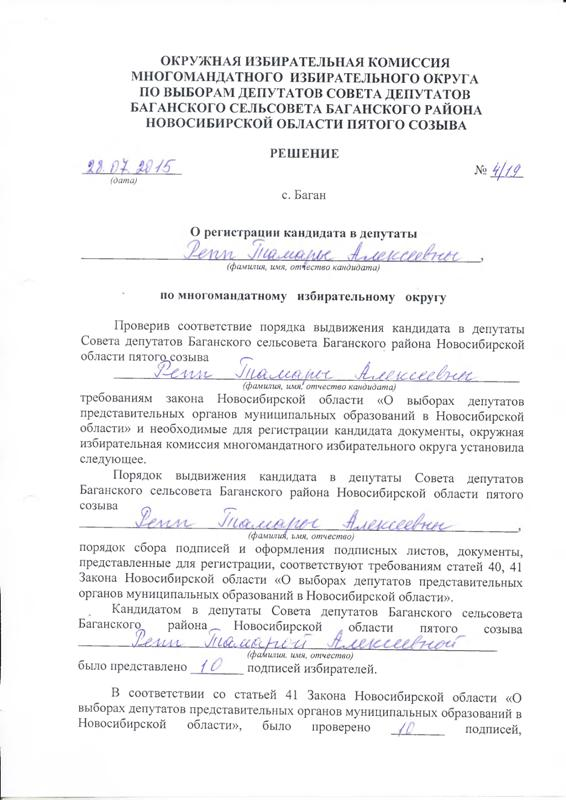 ОКРУЖНАЯ ИЗБИРАТЕЛЬНАЯ КОМИССИЯ
МНОГОМАНДАТНОГО ИЗБИРАТЕЛЬНОГО ОКРУГА
ПО ВЫБОРАМ ДЕПУТАТОВ СОВЕТА ДЕПУТАТОВ
БАГАНСКОГО СЕЛЬСОВЕТА БАГАНСКОГО РАЙОНА
НОВОСИБИРСКОЙ ОБЛАСТИ ПЯТОГО СОЗЫВА
РЕШЕНИЕ
28.07.2015 № 4/19
(дата)
с. Баган
О регистрации кандидата в депутаты
Репп Тамары Алексеевны,
(фамилия, имя, отчество кандидата)
по многомандатному избирательному округу
Проверив соответствие порядка выдвижения кандидата в депутаты
Совета депутатов Баганского сельсовета Баганского района Новосибирской
области пятого созыва
Репп Тамары Алексеевны
(фамилия, имя, отчество кандидата)
требованиям закона Новосибирской области «О выборах депутатов
представительных органов муниципальных образований в Новосибирской
области» и необходимые для регистрации кандидата документы, окружная
избирательная комиссия многомандатного избирательного округа установила
следующее.
Порядок выдвижения кандидата в депутаты Совета депутатов
Баганского сельсовета Баганского района Новосибирской области пятого
созыва
Репп Тамары Алексеевны,
(фамилия, имя, отчество)
порядок сбора подписей и оформления подписных листов, документы,
представленные для регистрации, соответствуют требованиям статей 40, 41
Закона Новосибирской области «О выборах депутатов представительных
органов муниципальных образований в Новосибирской области».
Кандидатом в депутаты Совета депутатов Баганского сельсовета
Баганского района Новосибирской области пятого созыва
Репп Тамарой Алексеевной
(фамилия, имя, отчество)
было представлено 10 подписей избирателей.
В соответствии со статьей 41 Закона Новосибирской области «О
выборах депутатов представительных органов муниципальных образований в
Новосибирской области», было проверено 10 подписей,